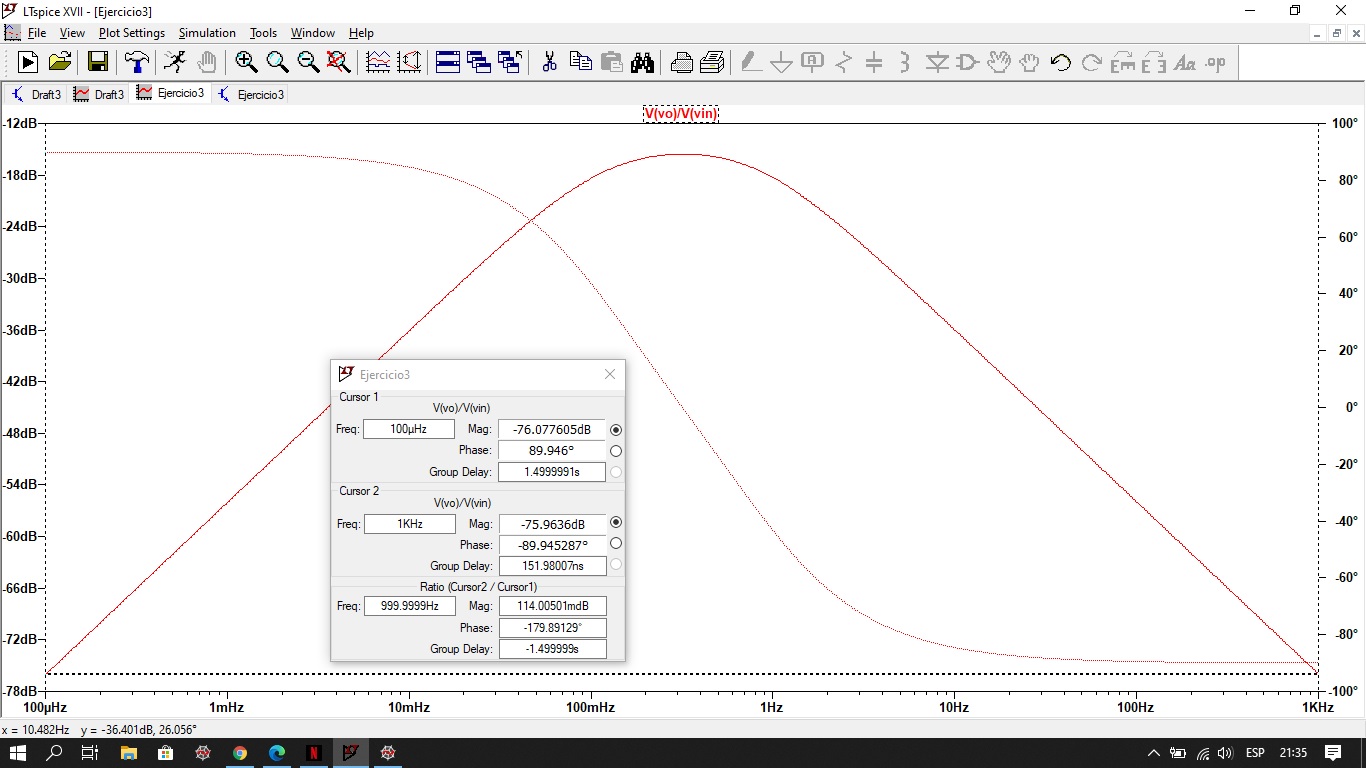 LTspice XVII - [Ejercicio3]
File View Plot Settings Simulation Tools Window Help
Draft3 Draft3 Ejercicio3 Ejercicio3
V(vo)/V(vin)
-12dB 100°
-18dB 80°
-24dB 60°
-30dB 40°
-36dB 20°
-42dB 0°
-48dB -20°
-54dB -40°
-60dB -60°
-66dB -80°
-72dB -100°
-78dB
100µHz 1mHz 10mHz 100mHz 1Hz 10Hz 100Hz 1KHz
Ejercicio3
Cursor 1
V(vo)/V(vin)
Freq: 100µHz Mag: -76.077605dB
Phase: 89.946°
Group Delay: 1.4999991s
Cursor 2
V(vo)/V(vin)
Freq: 1KHz Mag: -75.9636dB
Phase: -89.945287°
Group Delay: 151.98007ns
Ratio (Cursor2 / Cursor1)
Freq: 999.9999Hz Mag: 114.00501mdB
Phase: -179.89129°
Group Delay: -1.499999s
x = 10.482Hz y = -36.401dB, 26.056°
ESP 21:35